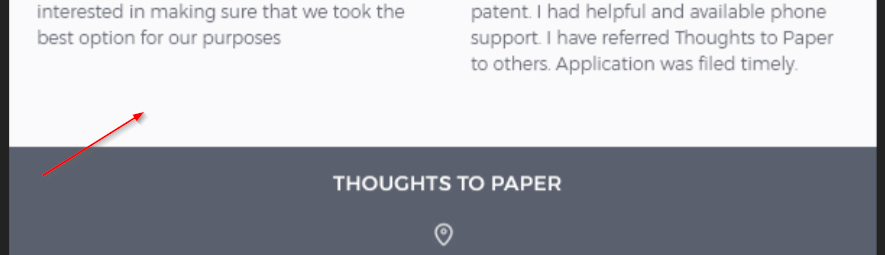 interested in making sure that we took the
best option for our purposes
patent. I had helpful and available phone
support. I have referred Thoughts to Paper
to others. Application was filed timely.
THOUGHTS TO PAPER